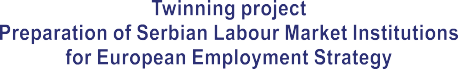 Twinning project
Preparation of Serbian Labour Market Institutions
for European Employment Strategy